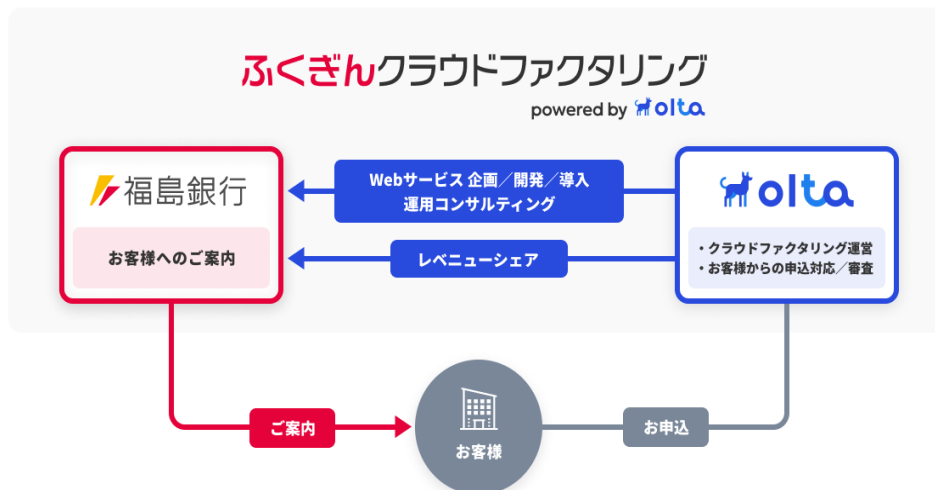 ふくぎんクラウドファクタリング
powered by olta
福島銀行
お客様へのご案内
Webサービス 企画／開発／導入
運用コンサルティング
レベニューシェア
olta
・クラウドファクタリング運営
・お客様からの申込対応／審査
ご案内
お客様
お申込